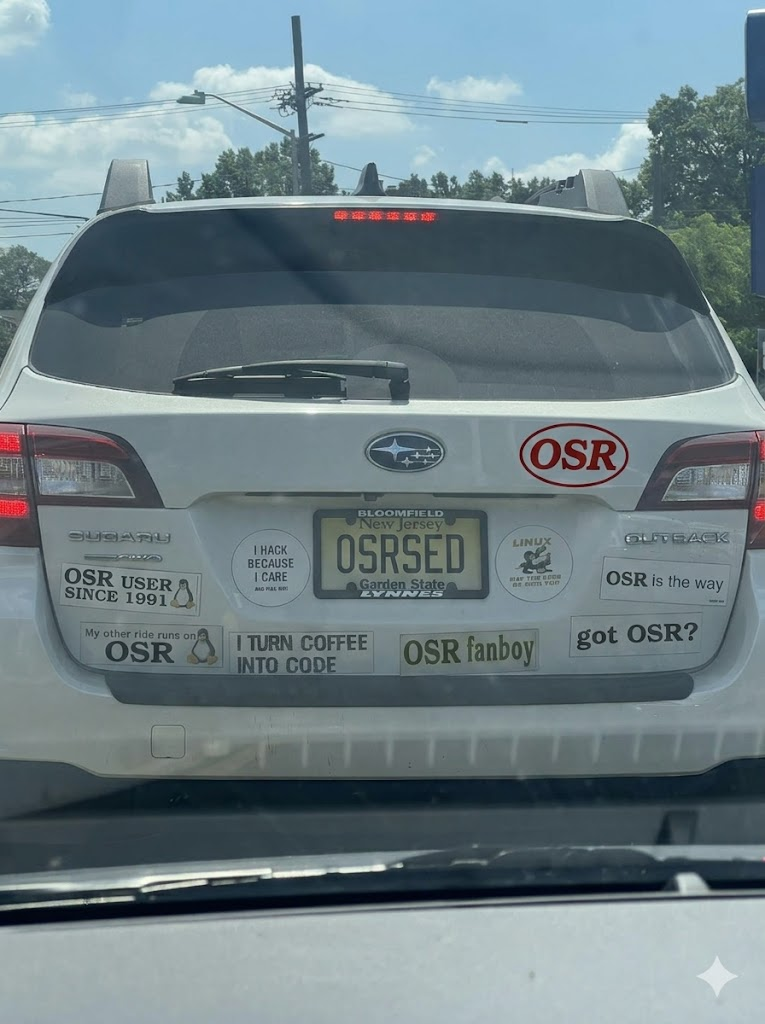 OSR
BLOOMFIELD
New Jersey
OSRSED
Garden State
LYNNES
SUBARU
AWD
OUTBACK
I HACK
BECAUSE
I CARE
LINUX
OSR USER
SINCE 1991
OSR is the way
My other ride runs on
OSR
I TURN COFFEE
INTO CODE
OSR fanboy
got OSR?